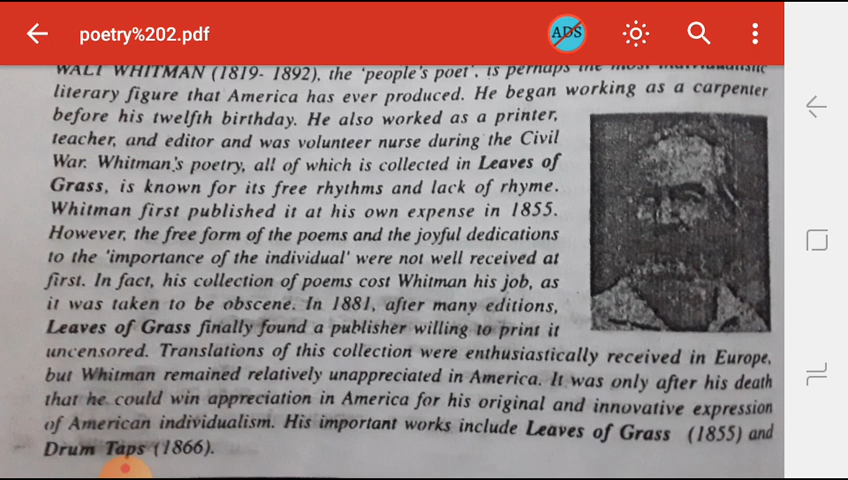 poetry%202.pdf
ADS
WALT WHITMAN (1819- 1892), the 'people's poet', is perhaps the most individualistic
literary figure that America has ever produced. He began working as a carpenter
before his twelfth birthday. He also worked as a printer,
teacher, and editor and was volunteer nurse during the Civil
War. Whitman's poetry, all of which is collected in Leaves of
Grass, is known for its free rhythms and lack of rhyme.
Whitman first published it at his own expense in 1855.
However, the free form of the poems and the joyful dedications
to the 'importance of the individual' were not well received at
first. In fact, his collection of poems cost Whitman his job, as
it was taken to be obscene. In 1881, after many editions,
Leaves of Grass finally found a publisher willing to print it
uncensored. Translations of this collection were enthusiastically received in Europe,
but Whitman remained relatively unappreciated in America. It was only after his death
that he could win appreciation in America for his original and innovative expression
of American individualism. His important works include Leaves of Grass (1855) and
Drum Taps (1866).